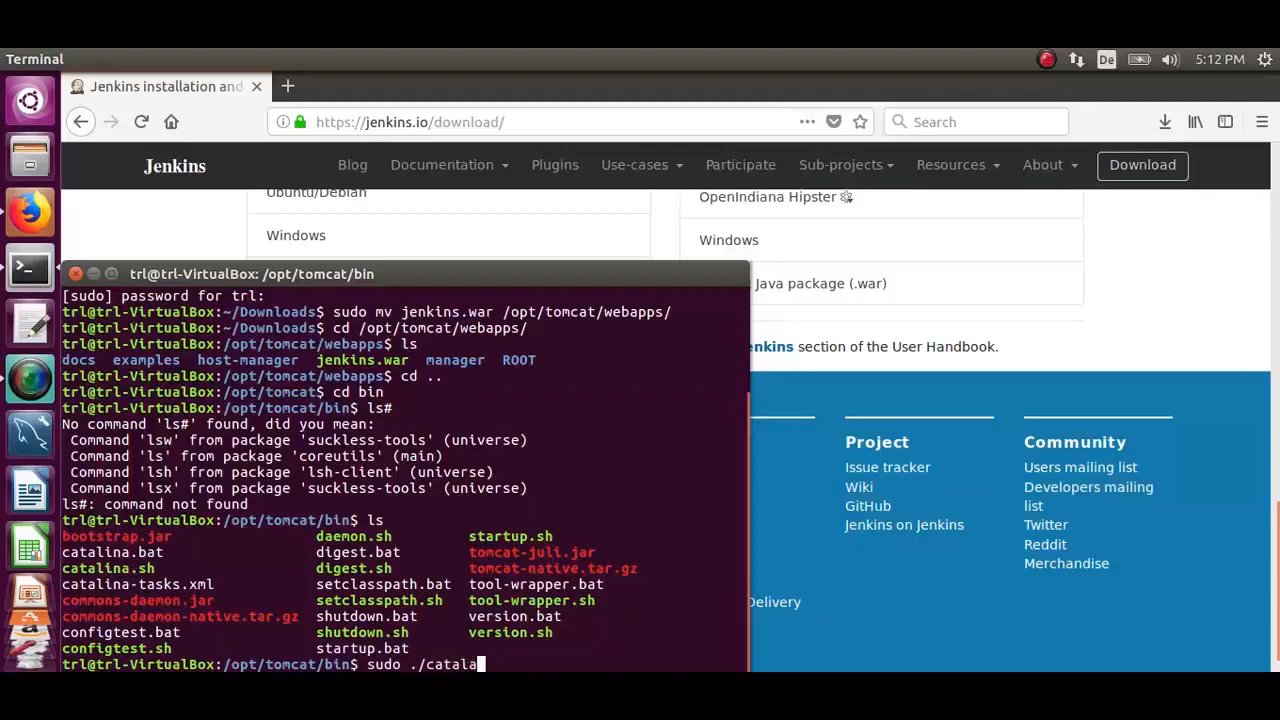 Terminal
De
5:12 PM
Jenkins installation and
https://jenkins.io/download/
Search
Jenkins
Blog
Documentation
Plugins
Use-cases
Participate
Sub-projects
Resources
About
Download
Ubuntu/Debian
OpenIndiana Hipster
Windows
Windows
Java package (.war)
enkins section of the User Handbook.
trl@trl-VirtualBox: /opt/tomcat/bin
[sudo] password for trl:
trl@trl-VirtualBox:~/Downloads$ sudo mv jenkins.war /opt/tomcat/webapps/
trl@trl-VirtualBox:~/Downloads$ cd /opt/tomcat/webapps/
trl@trl-VirtualBox:/opt/tomcat/webapps$ ls
docs examples host-manager jenkins.war manager ROOT
trl@trl-VirtualBox:/opt/tomcat/webapps$ cd ..
trl@trl-VirtualBox:/opt/tomcat$ cd bin
trl@trl-VirtualBox:/opt/tomcat/bin$ ls#
No command 'ls#' found, did you mean:
Command 'lsw' from package 'suckless-tools' (universe)
Command 'ls' from package 'coreutils' (main)
Command 'lsh' from package 'lsh-client' (universe)
Command 'lsx' from package 'suckless-tools' (universe)
ls#: command not found
trl@trl-VirtualBox:/opt/tomcat/bin$ ls
bootstrap.jar daemon.sh startup.sh
catalina.bat digest.bat tomcat-juli.jar
catalina.sh digest.sh tomcat-native.tar.gz
catalina-tasks.xml setclasspath.bat tool-wrapper.bat
commons-daemon.jar setclasspath.sh tool-wrapper.sh
commons-daemon-native.tar.gz shutdown.bat version.bat
configtest.bat shutdown.sh version.sh
configtest.sh startup.bat
trl@trl-VirtualBox:/opt/tomcat/bin$ sudo ./catala
Project
Issue tracker
Wiki
GitHub
Jenkins on Jenkins
Community
Users mailing list
Developers mailing
list
Twitter
Reddit
Merchandise
Delivery